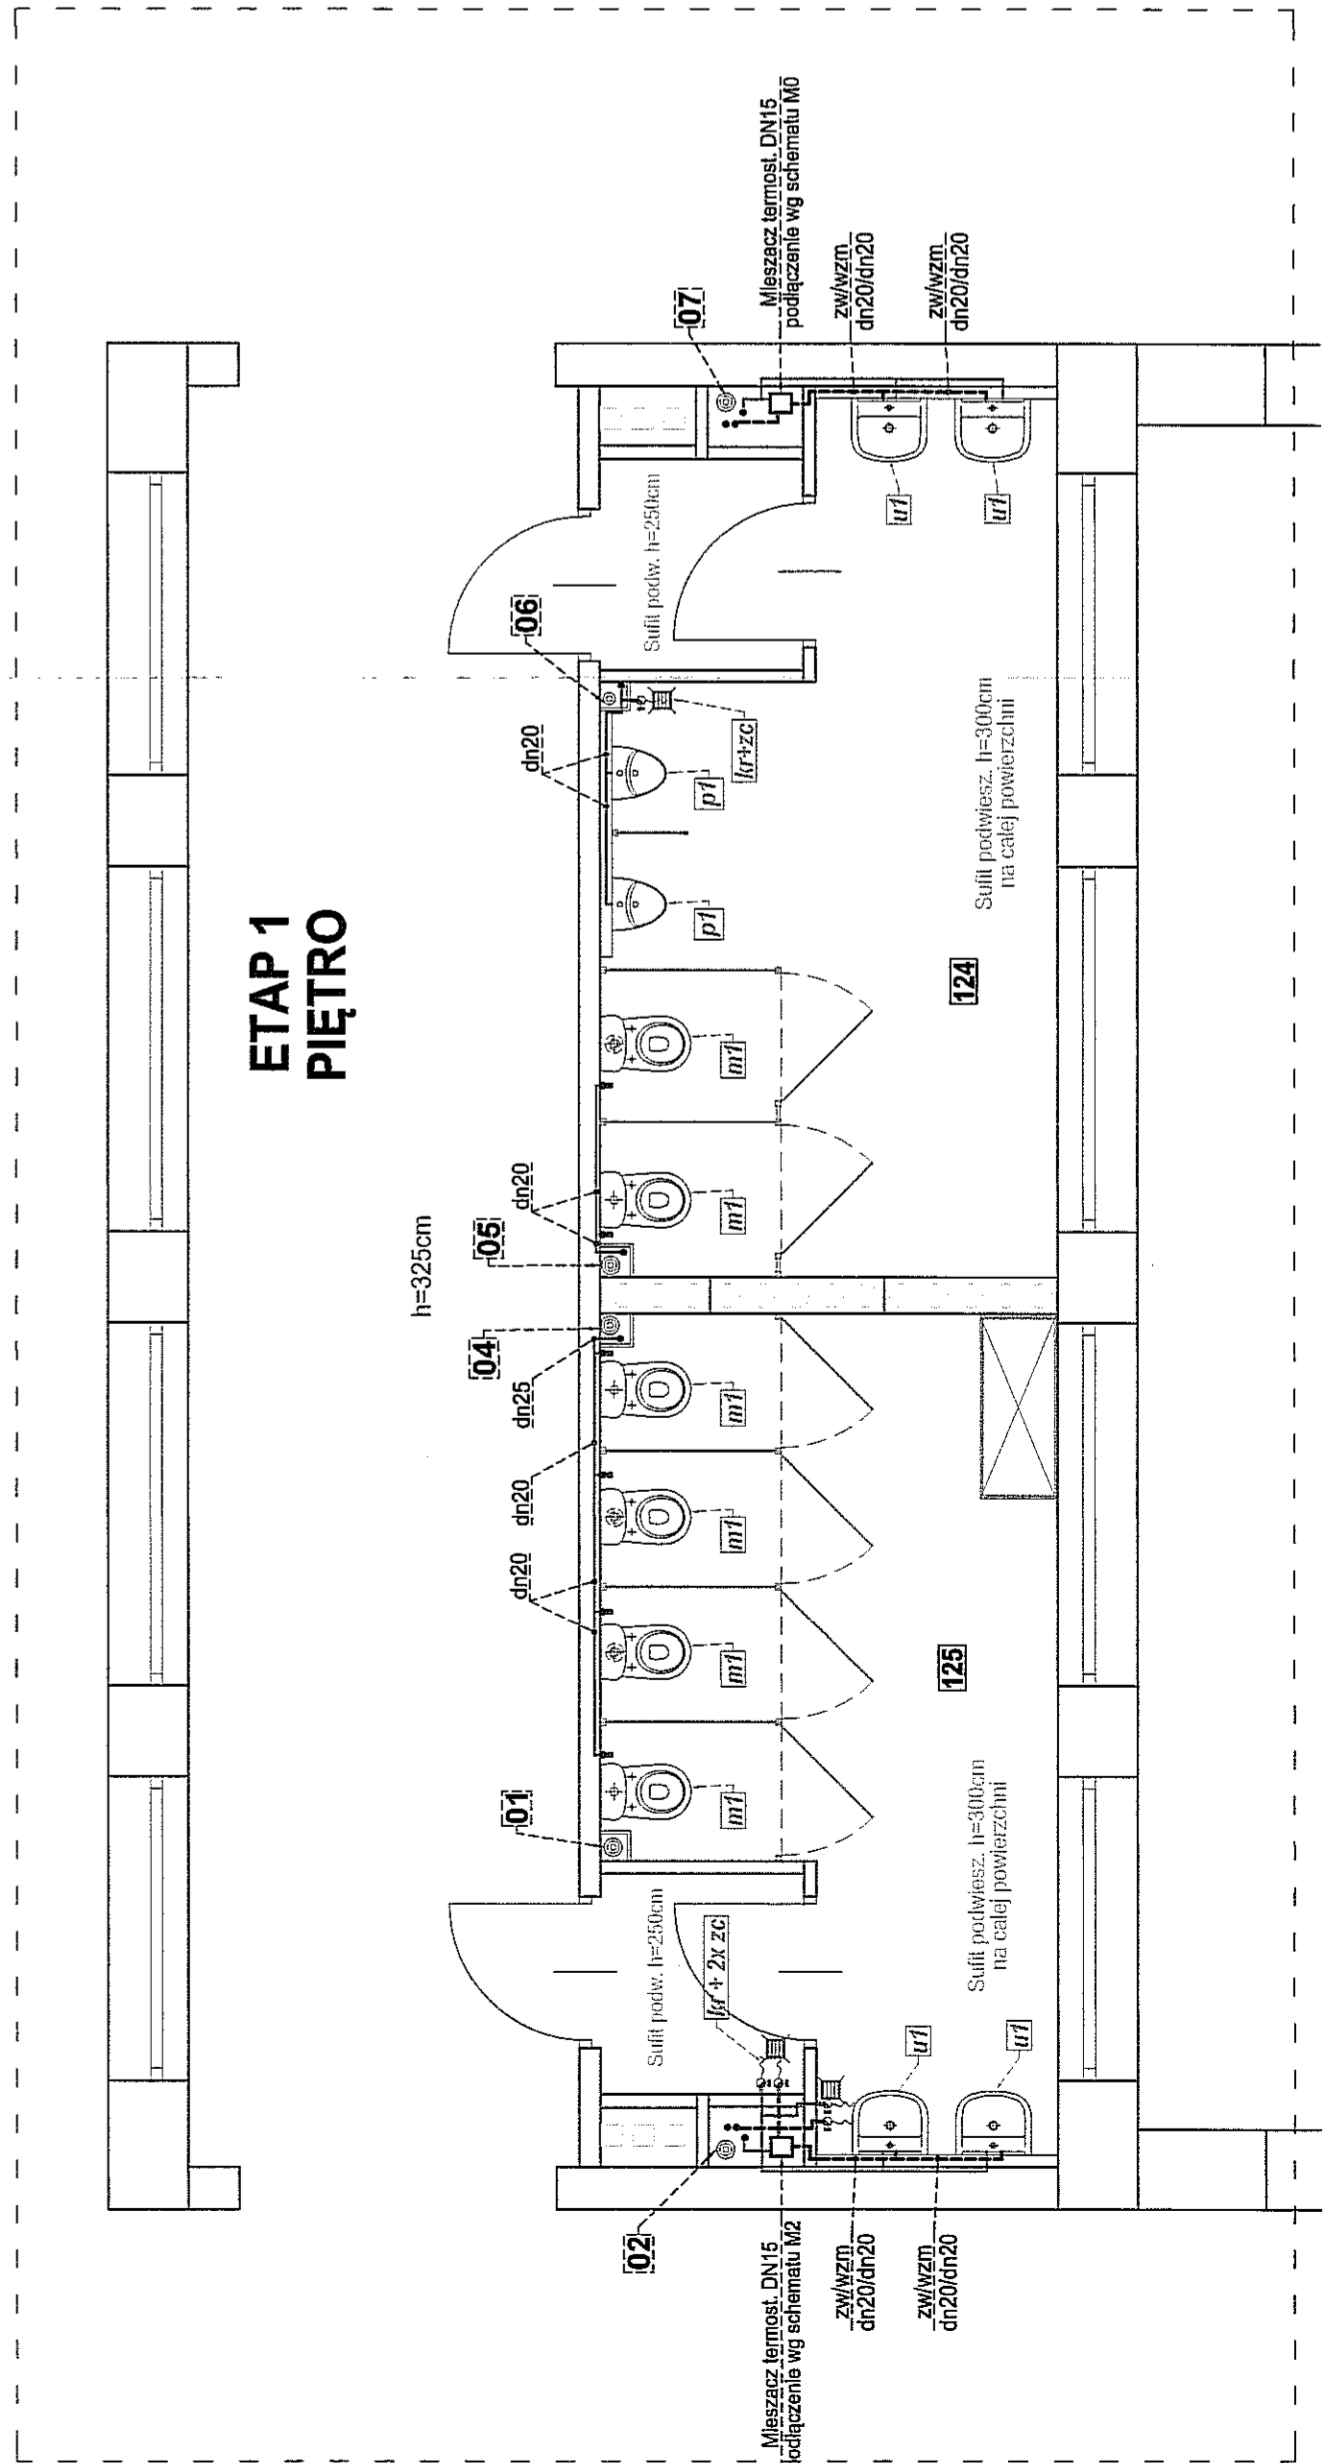 ETAP 1
PIĘTRO
h=325cm
02
01
04
05
06
07
dn20
dn20
dn25
dn20
dn20
Mieszacz termost. DN15
podłączenie wg schematu M2
zw/wzm
dn20/dn20
zw/wzm
dn20/dn20
Mieszacz termost. DN15
podłączenie wg schematu M0
zw/wzm
dn20/dn20
zw/wzm
dn20/dn20
Sufit podw. h=250cm
kr + 2x zc
Sufit podw. h=250cm
kr+zc
m1
m1
m1
m1
m1
m1
p1
p1
u1
u1
u1
u1
125
124
Sufit podwiesz. h=300cm
na całej powierzchni
Sufit podwiesz. h=300cm
na całej powierzchni